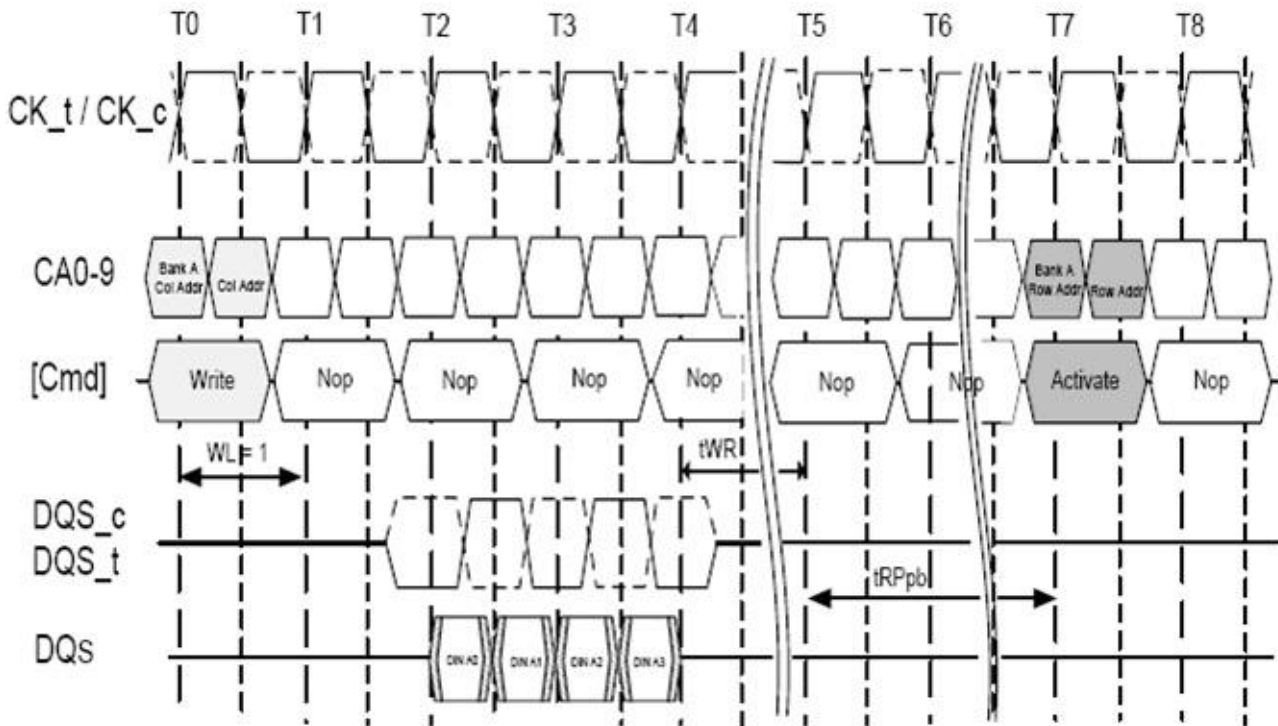 T0 T1 T2 T3 T4 T5 T6 T7 T8
CK_t / CK_c
CA0-9
Bank A
Col Addr
Col Addr
Bank A
Row Addr
Row Addr
[Cmd]
Write Nop Nop Nop Nop Nop Nop Activate Nop
WL = 1
tWR
DQS_c
DQS_t
tRPpb
DQs
DIN A0 DIN A1 DIN A2 DIN A3